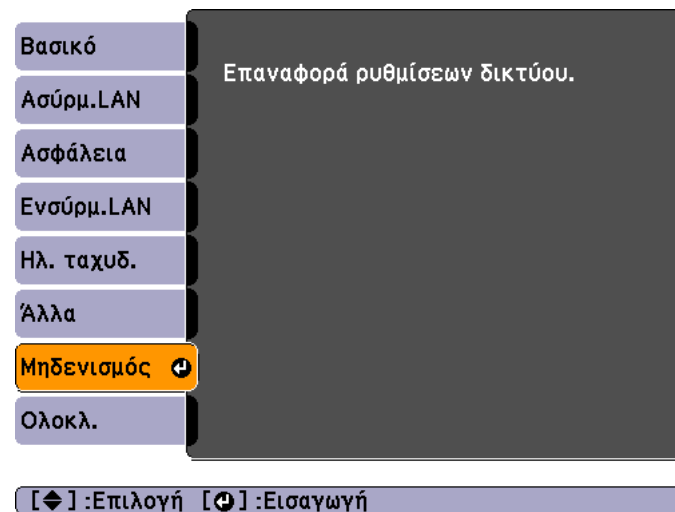 Βασικό
Ασύρμ.LAN
Ασφάλεια
Ενσύρμ.LAN
Ηλ. ταχυδ.
Άλλα
Μηδενισμός
Ολοκλ.
Επαναφορά ρυθμίσεων δικτύου.
[◆] :Επιλογή [⏎] :Εισαγωγή